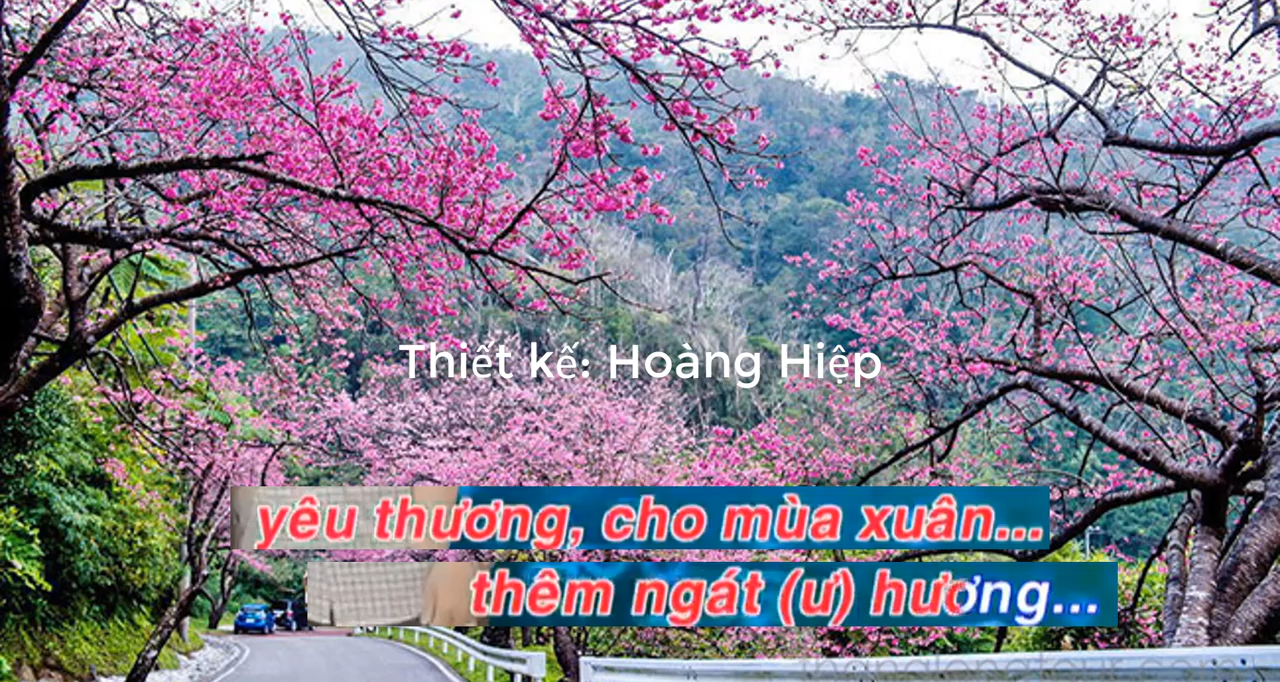 Thiết kế: Hoàng Hiệp
yêu thương, cho mùa xuân...
thêm ngát (ư) hương...